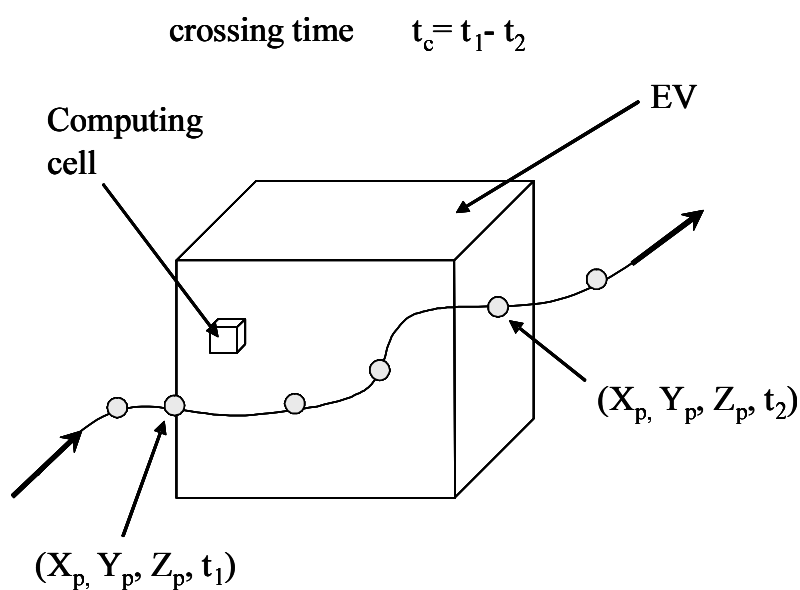 crossing time t_c= t_1- t_2
EV
Computing
cell
(X_p, Y_p, Z_p, t_2)
(X_p, Y_p, Z_p, t_1)